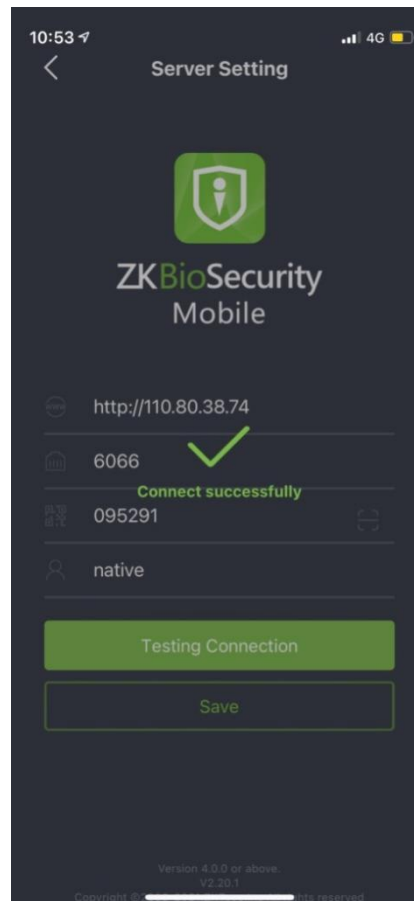 10:53
4G
Server Setting
ZKBioSecurity
Mobile
http://110.80.38.74
6066
Connect successfully
095291
native
Testing Connection
Save
Version 4.0.0 or above.
V2.20.1
Copyright ©
rights reserved